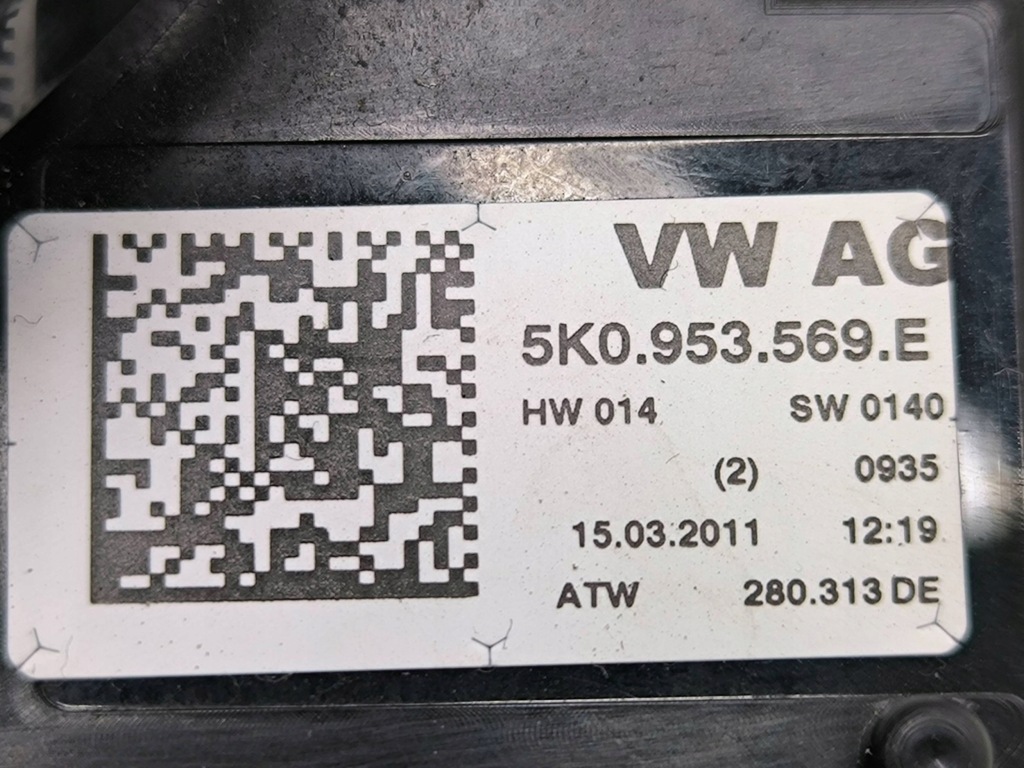 VW AG
5K0.953.569.E
HW 014 SW 0140
(2) 0935
15.03.2011 12:19
ATW 280.313 DE